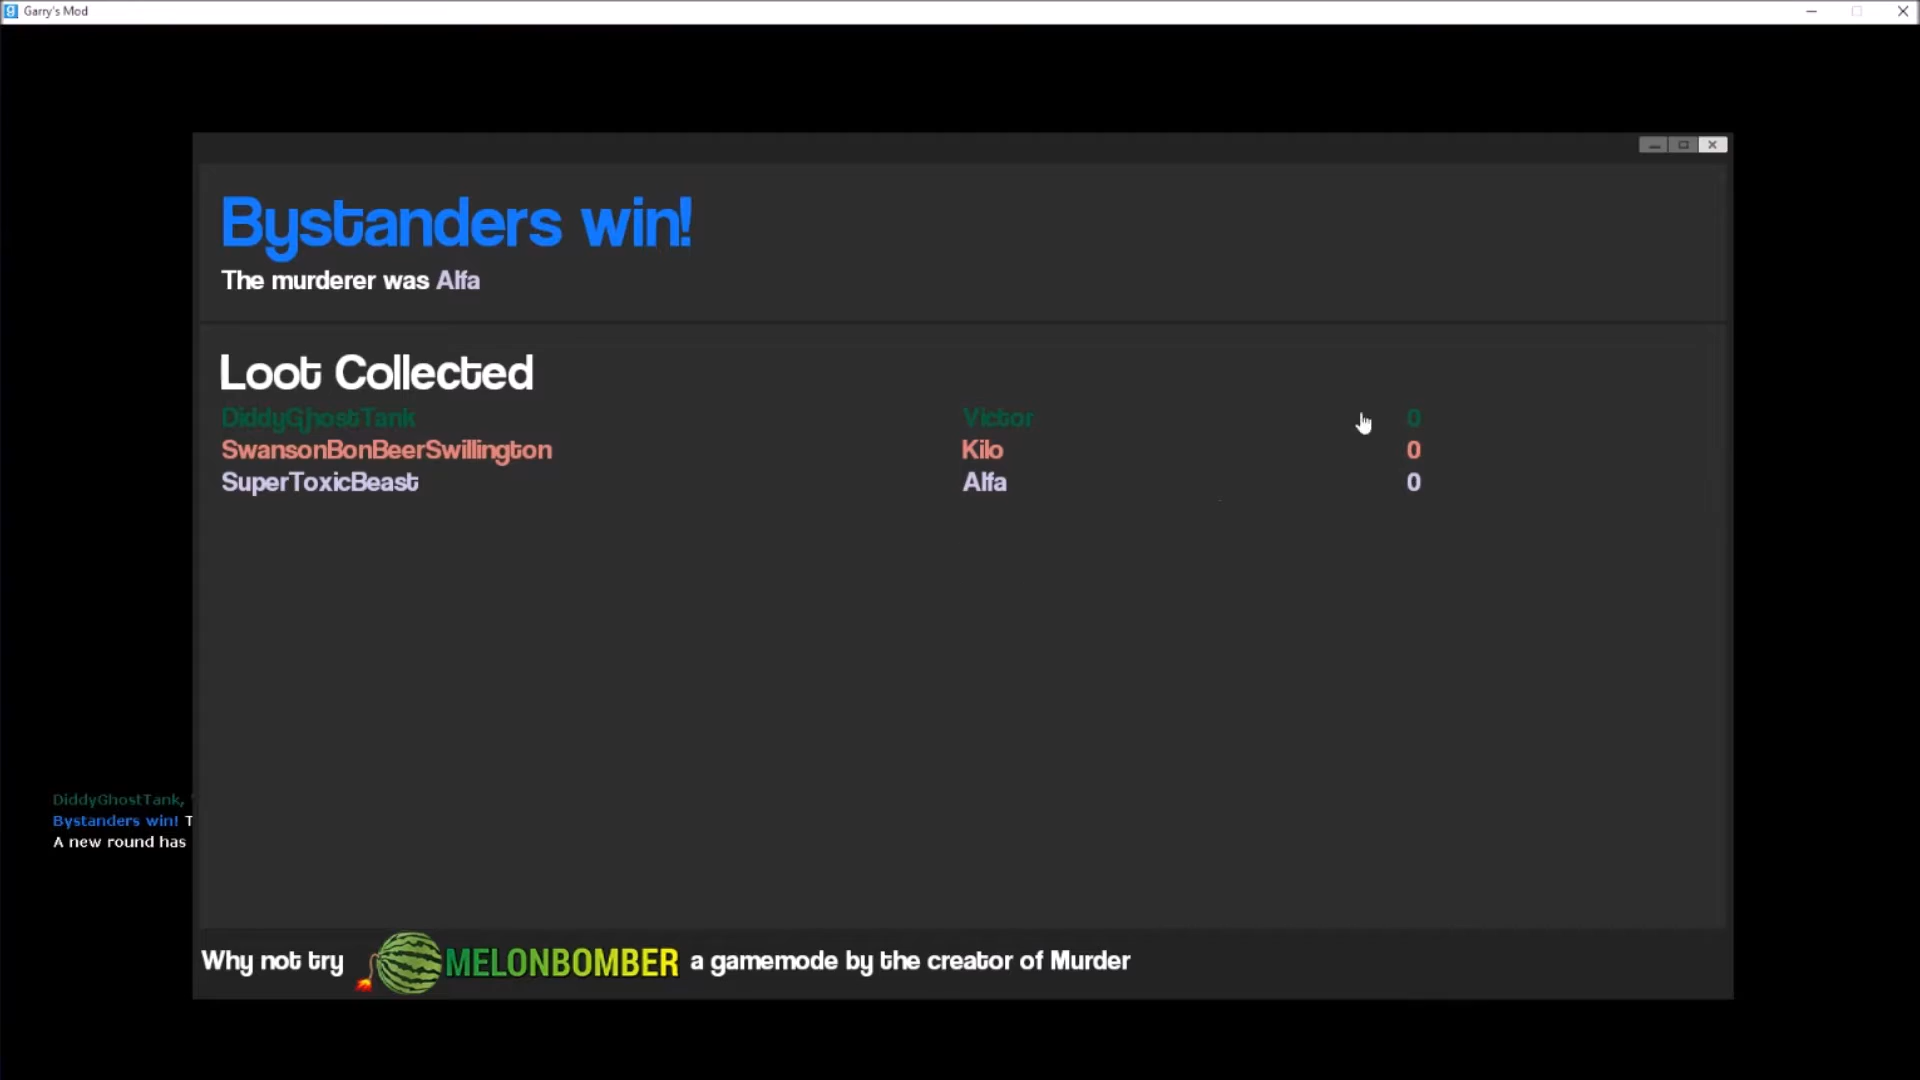 Garry's Mod
Bystanders win!
The murderer was Alfa
Loot Collected
DiddyGhostTank Victor 0
SwansonBonBeerSwillington Kilo 0
SuperToxicBeast Alfa 0
DiddyGhostTank,
Bystanders win! T
A new round has
Why not try MELONBOMBER a gamemode by the creator of Murder